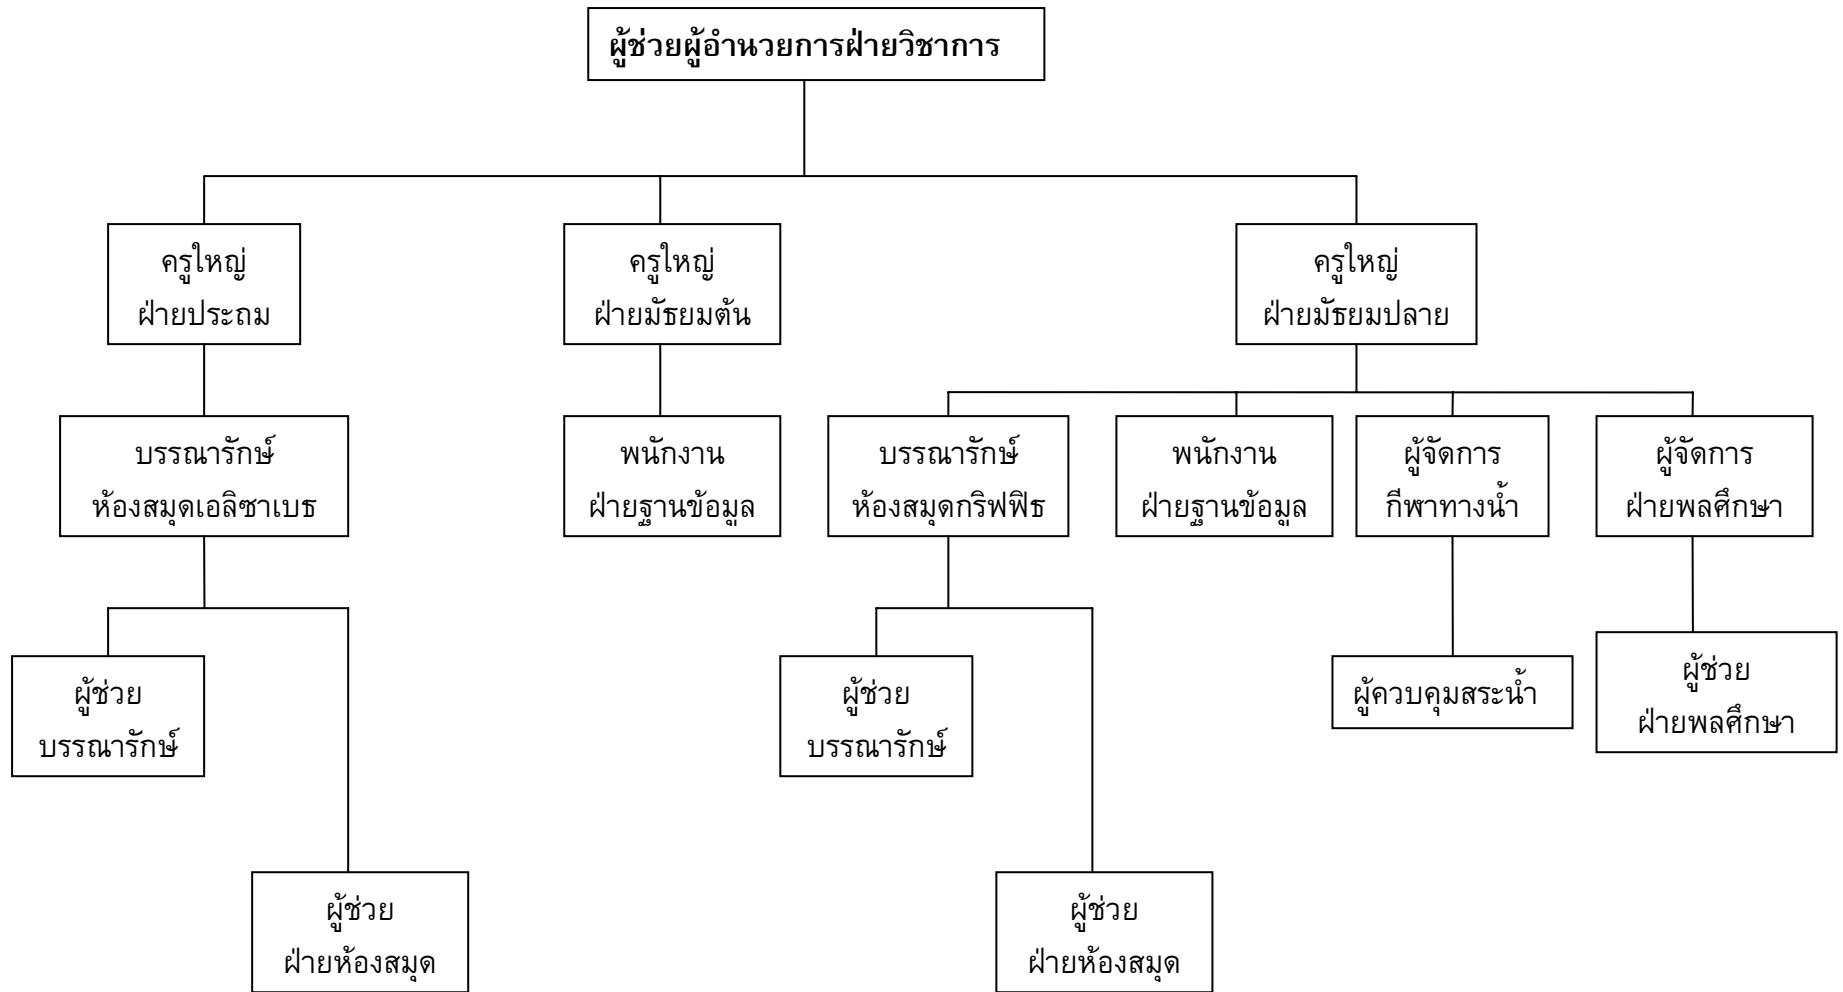 ผู้ช่วยผู้อำนวยการฝ่ายวิชาการ
ครูใหญ่
ฝ่ายประถม
ครูใหญ่
ฝ่ายมัธยมต้น
ครูใหญ่
ฝ่ายมัธยมปลาย
บรรณารักษ์
ห้องสมุดเอลิซาเบธ
พนักงาน
ฝ่ายฐานข้อมูล
บรรณารักษ์
ห้องสมุดกริฟฟิธ
พนักงาน
ฝ่ายฐานข้อมูล
ผู้จัดการ
กีฬาทางน้ำ
ผู้จัดการ
ฝ่ายพลศึกษา
ผู้ช่วย
บรรณารักษ์
ผู้ช่วย
บรรณารักษ์
ผู้ควบคุมสระน้ำ
ผู้ช่วย
ฝ่ายพลศึกษา
ผู้ช่วย
ฝ่ายห้องสมุด
ผู้ช่วย
ฝ่ายห้องสมุด